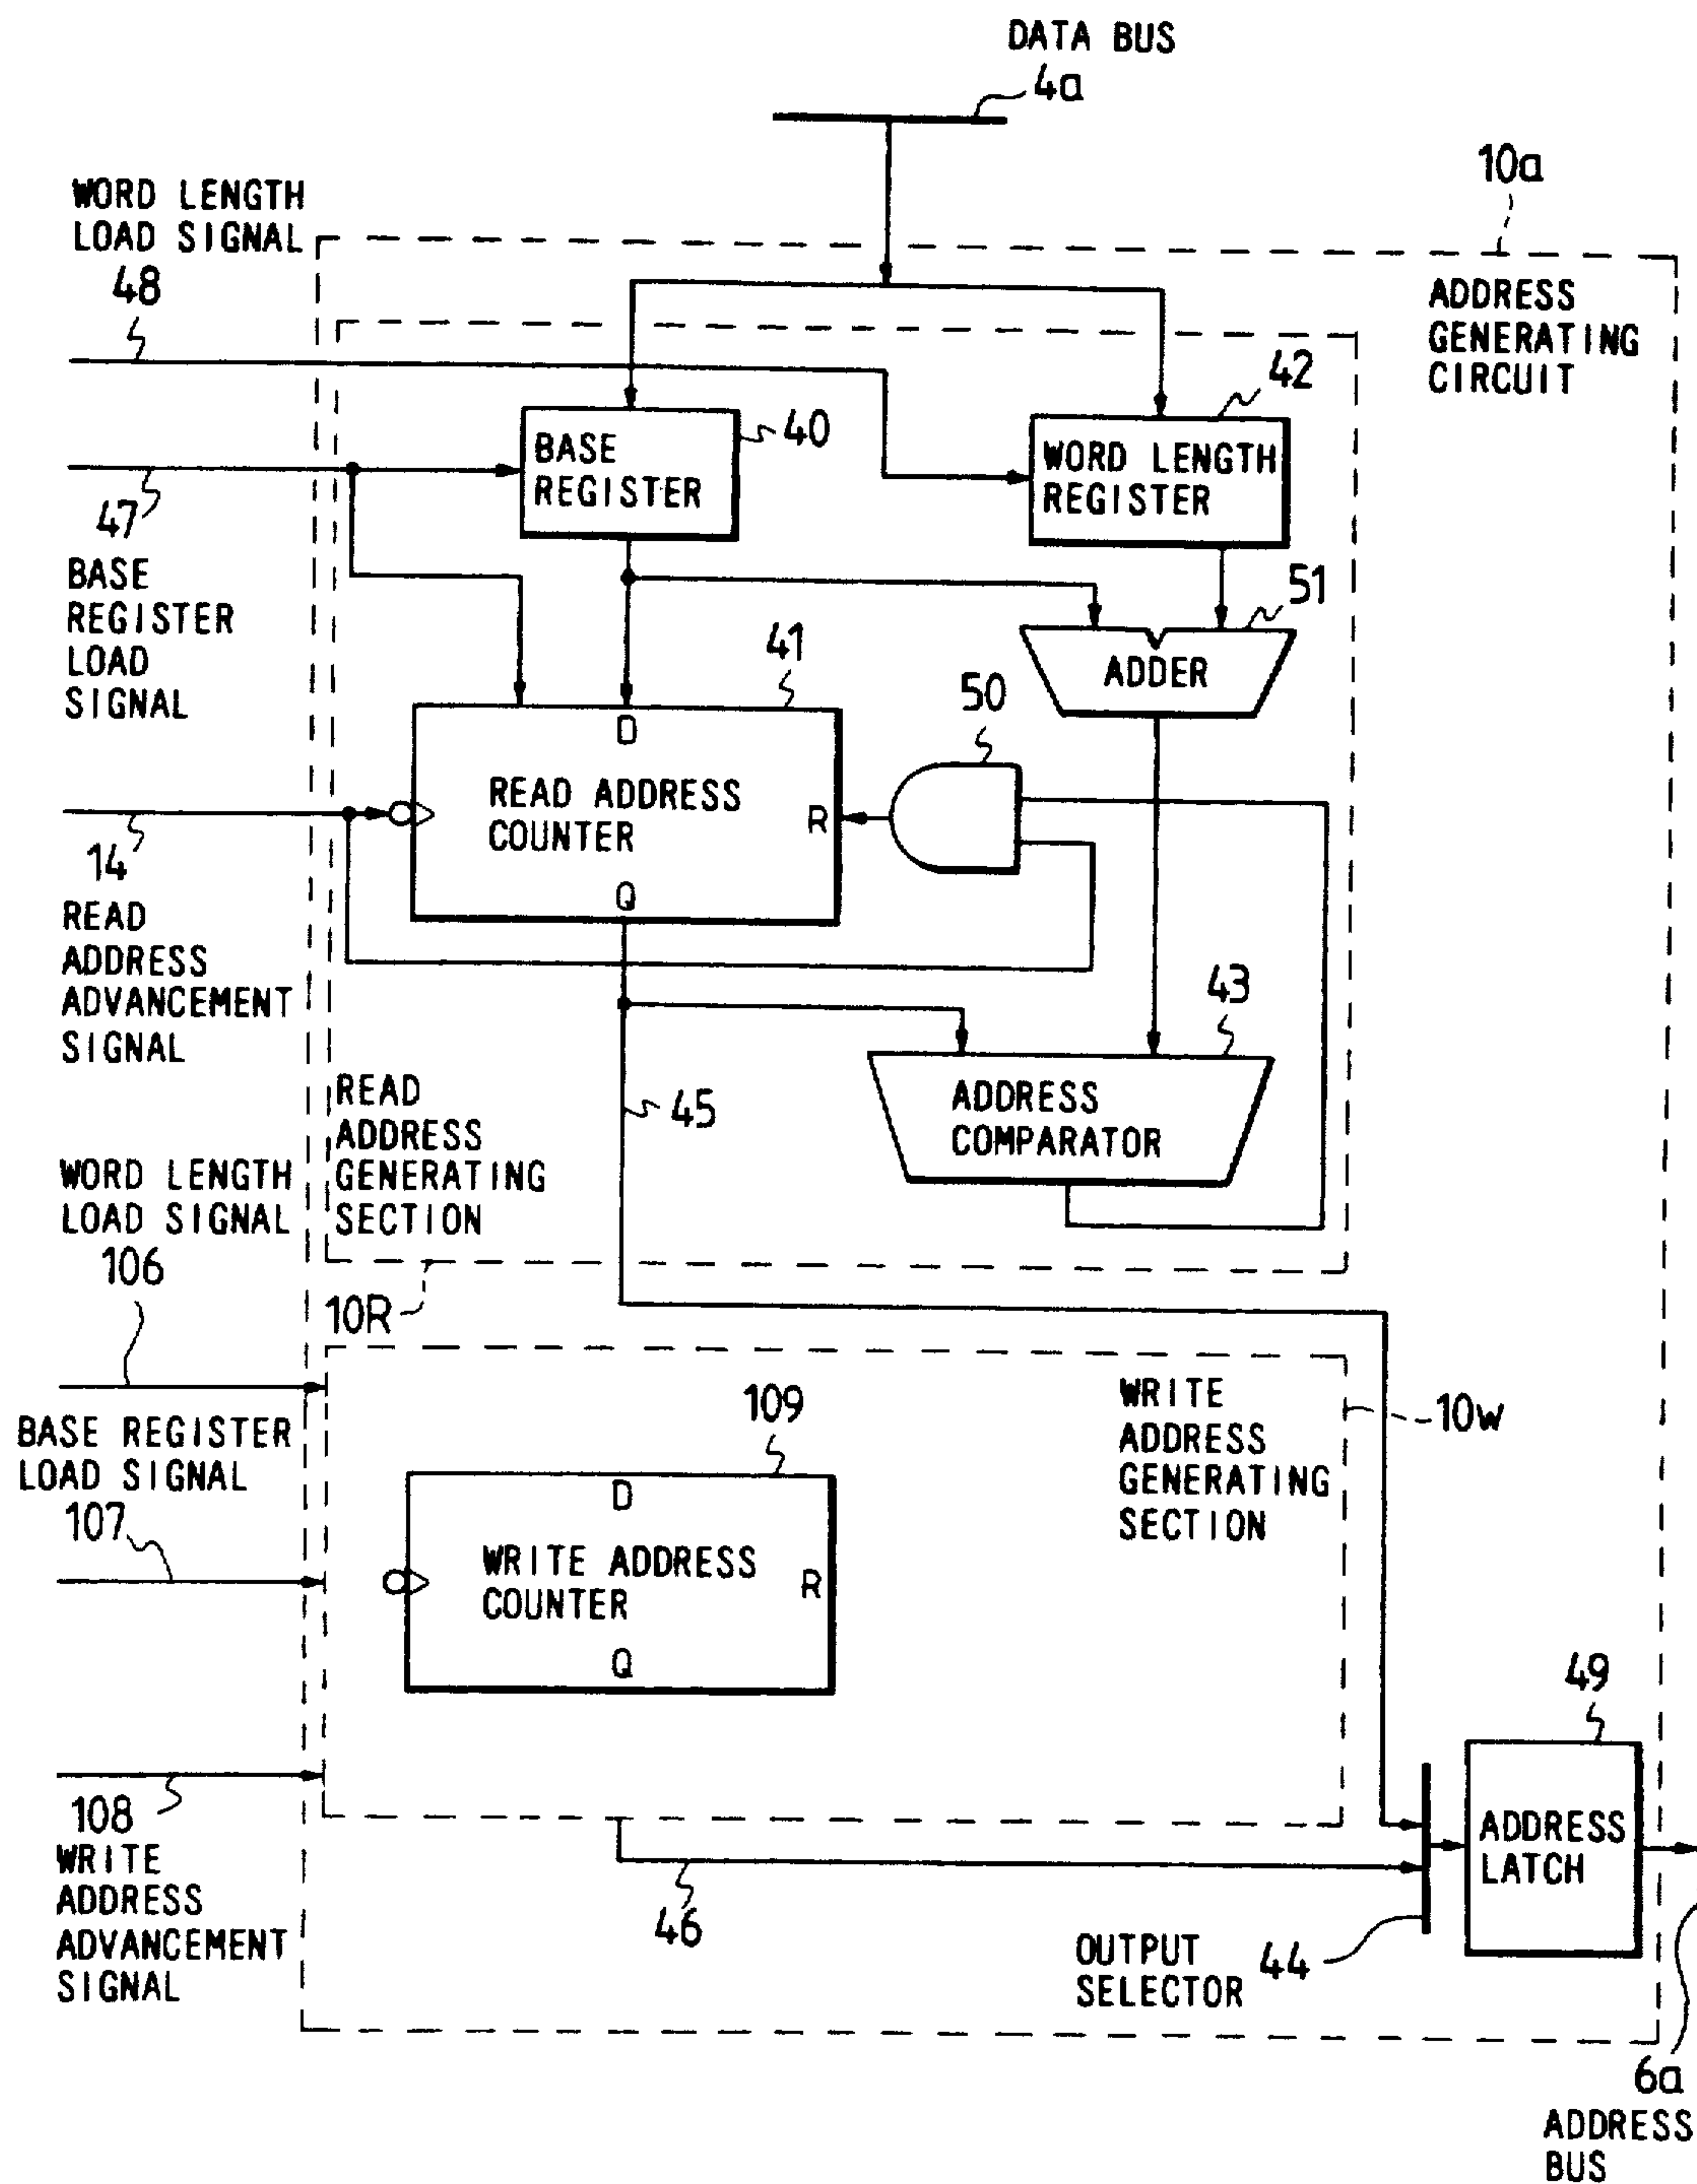 DATA BUS
4a
10a
WORD LENGTH
LOAD SIGNAL
48
ADDRESS
GENERATING
CIRCUIT
42
40
BASE
REGISTER
WORD LENGTH
REGISTER
47
BASE
REGISTER
LOAD
SIGNAL
51
ADDER
41
50
D
READ ADDRESS
COUNTER
R
Q
14
READ
ADDRESS
ADVANCEMENT
SIGNAL
43
ADDRESS
COMPARATOR
45
READ
ADDRESS
GENERATING
SECTION
WORD LENGTH
LOAD SIGNAL
106
10R
WRITE
ADDRESS
GENERATING
SECTION
10w
109
BASE REGISTER
LOAD SIGNAL
107
D
WRITE ADDRESS
COUNTER
R
Q
49
108
WRITE
ADDRESS
ADVANCEMENT
SIGNAL
ADDRESS
LATCH
46
OUTPUT
SELECTOR
44
6a
ADDRESS
BUS